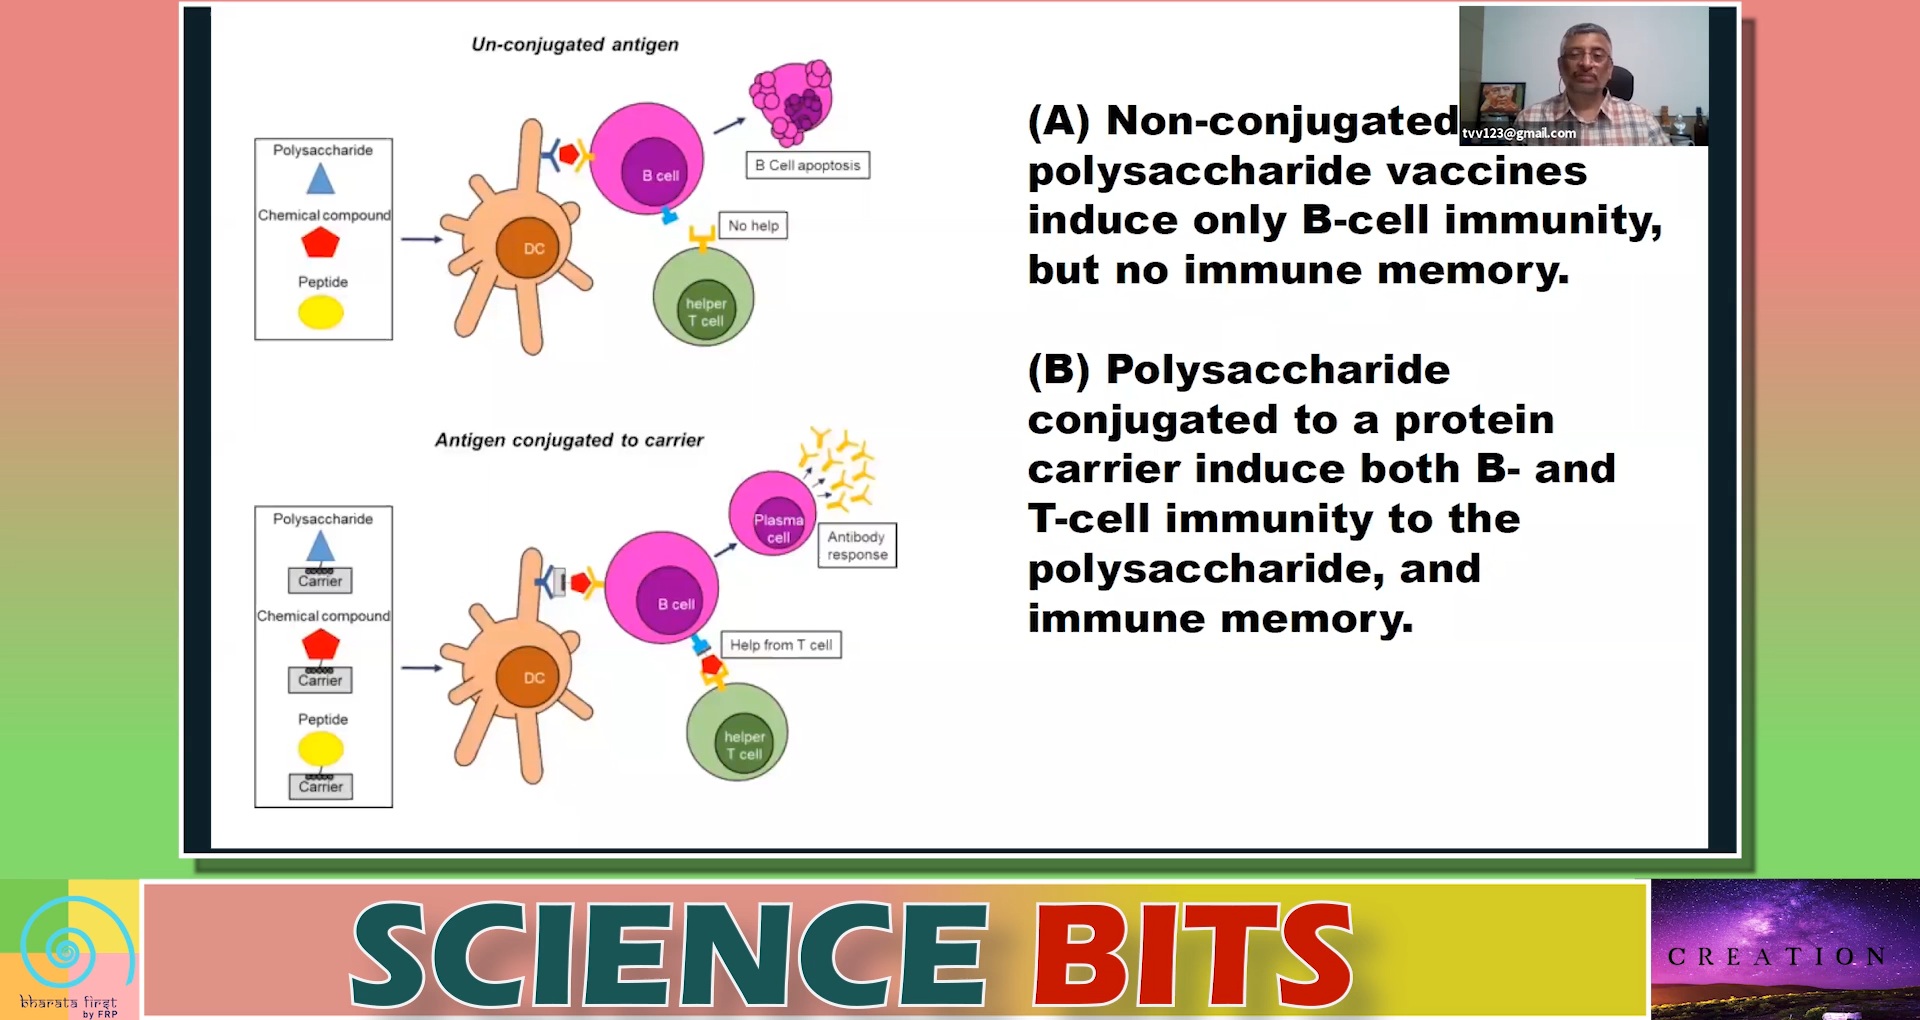 Un-conjugated antigen
Polysaccharide
Chemical compound
Peptide
DC
B cell
B Cell apoptosis
No help
helper
T cell
Antigen conjugated to carrier
Polysaccharide
Carrier
Chemical compound
Carrier
Peptide
Carrier
DC
B cell
Plasma
cell
Antibody
response
Help from T cell
helper
T cell
(A) Non-conjugated
polysaccharide vaccines
induce only B-cell immunity,
but no immune memory.
(B) Polysaccharide
conjugated to a protein
carrier induce both B- and
T-cell immunity to the
polysaccharide, and
immune memory.
tvv123@gmail.com
bharata first
by FRP
SCIENCE BITS
CREATION